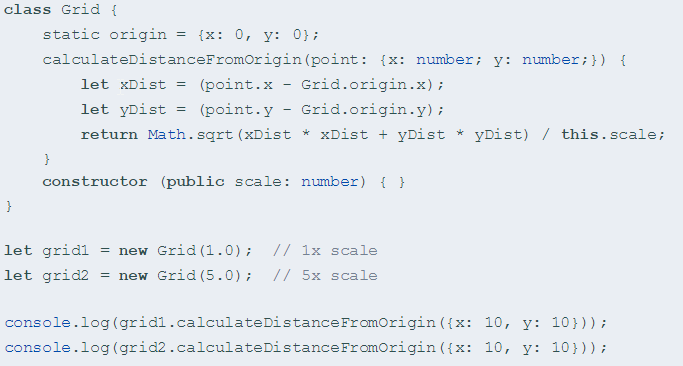 class Grid {
    static origin = {x: 0, y: 0};
    calculateDistanceFromOrigin(point: {x: number; y: number;}) {
        let xDist = (point.x - Grid.origin.x);
        let yDist = (point.y - Grid.origin.y);
        return Math.sqrt(xDist * xDist + yDist * yDist) / this.scale;
    }
    constructor (public scale: number) { }
}

let grid1 = new Grid(1.0);  // 1x scale
let grid2 = new Grid(5.0);  // 5x scale

console.log(grid1.calculateDistanceFromOrigin({x: 10, y: 10}));
console.log(grid2.calculateDistanceFromOrigin({x: 10, y: 10}));